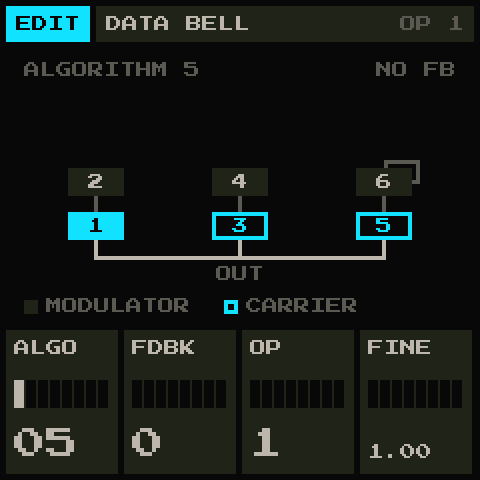 EDIT DATA BELL OP 1
ALGORITHM 5 NO FB
2 4 6
1 3 5
OUT
MODULATOR CARRIER
ALGO FDBK OP FINE
05 0 1 1.00